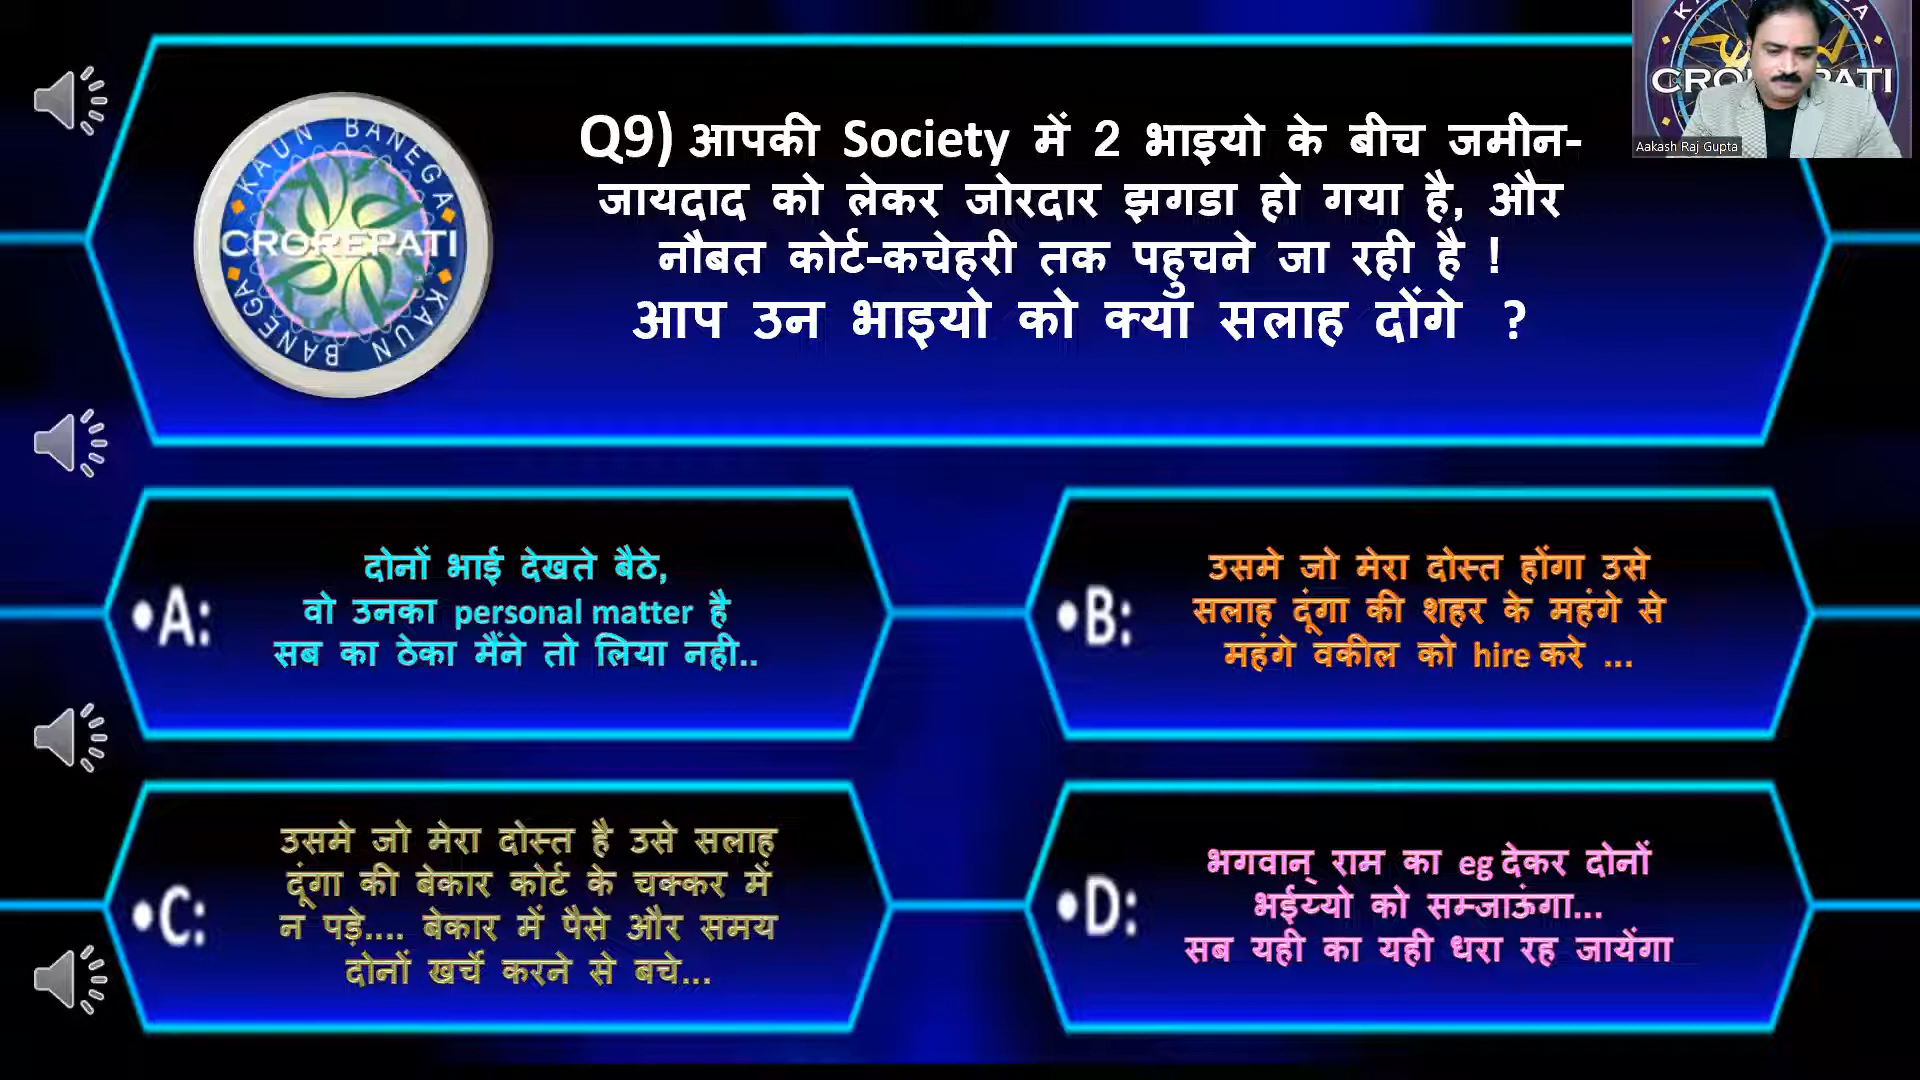 Q9) आपकी Society में 2 भाइयो के बीच जमीन-
जायदाद को लेकर जोरदार झगडा हो गया है, और
नौबत कोर्ट-कचेहरी तक पहुचने जा रही है !
आप उन भाइयो को क्या सलाह दोंगे ?
KAUN BANEGA
CROREPATI
KAUN BANEGA
CROREPATI
Aakash Raj Gupta
•A:
दोनों भाई देखते बैठे,
वो उनका personal matter है
सब का ठेका मैंने तो लिया नही..
•B:
उसमे जो मेरा दोस्त होंगा उसे
सलाह दूंगा की शहर के महंगे से
महंगे वकील को hire करे ...
•C:
उसमे जो मेरा दोस्त है उसे सलाह
दूंगा की बेकार कोर्ट के चक्कर में
न पड़े.... बेकार में पैसे और समय
दोनों खर्चे करने से बचे...
•D:
भगवान् राम का eg देकर दोनों
भईय्यो को सम्जाऊंगा...
सब यही का यही धरा रह जायेंगा